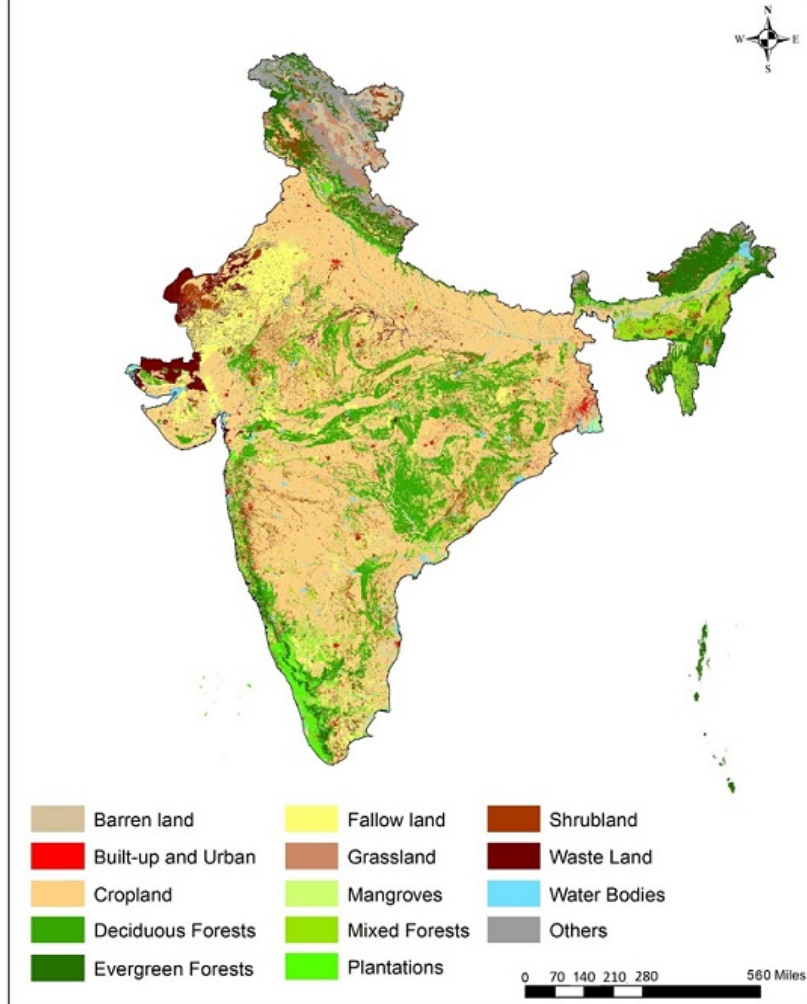 N
W E
S
Barren land
Built-up and Urban
Cropland
Deciduous Forests
Evergreen Forests
Fallow land
Grassland
Mangroves
Mixed Forests
Plantations
Shrubland
Waste Land
Water Bodies
Others
0 70 140 210 280 560 Miles